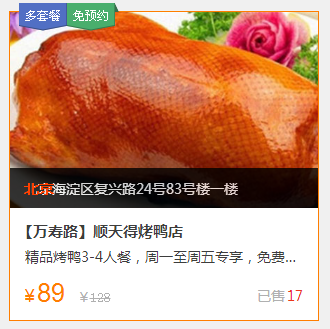 多套餐 免预约
北京海淀区复兴路24号83号楼一楼
【万寿路】顺天得烤鸭店
精品烤鸭3-4人餐，周一至周五专享，免费...
¥89 ¥128 已售17